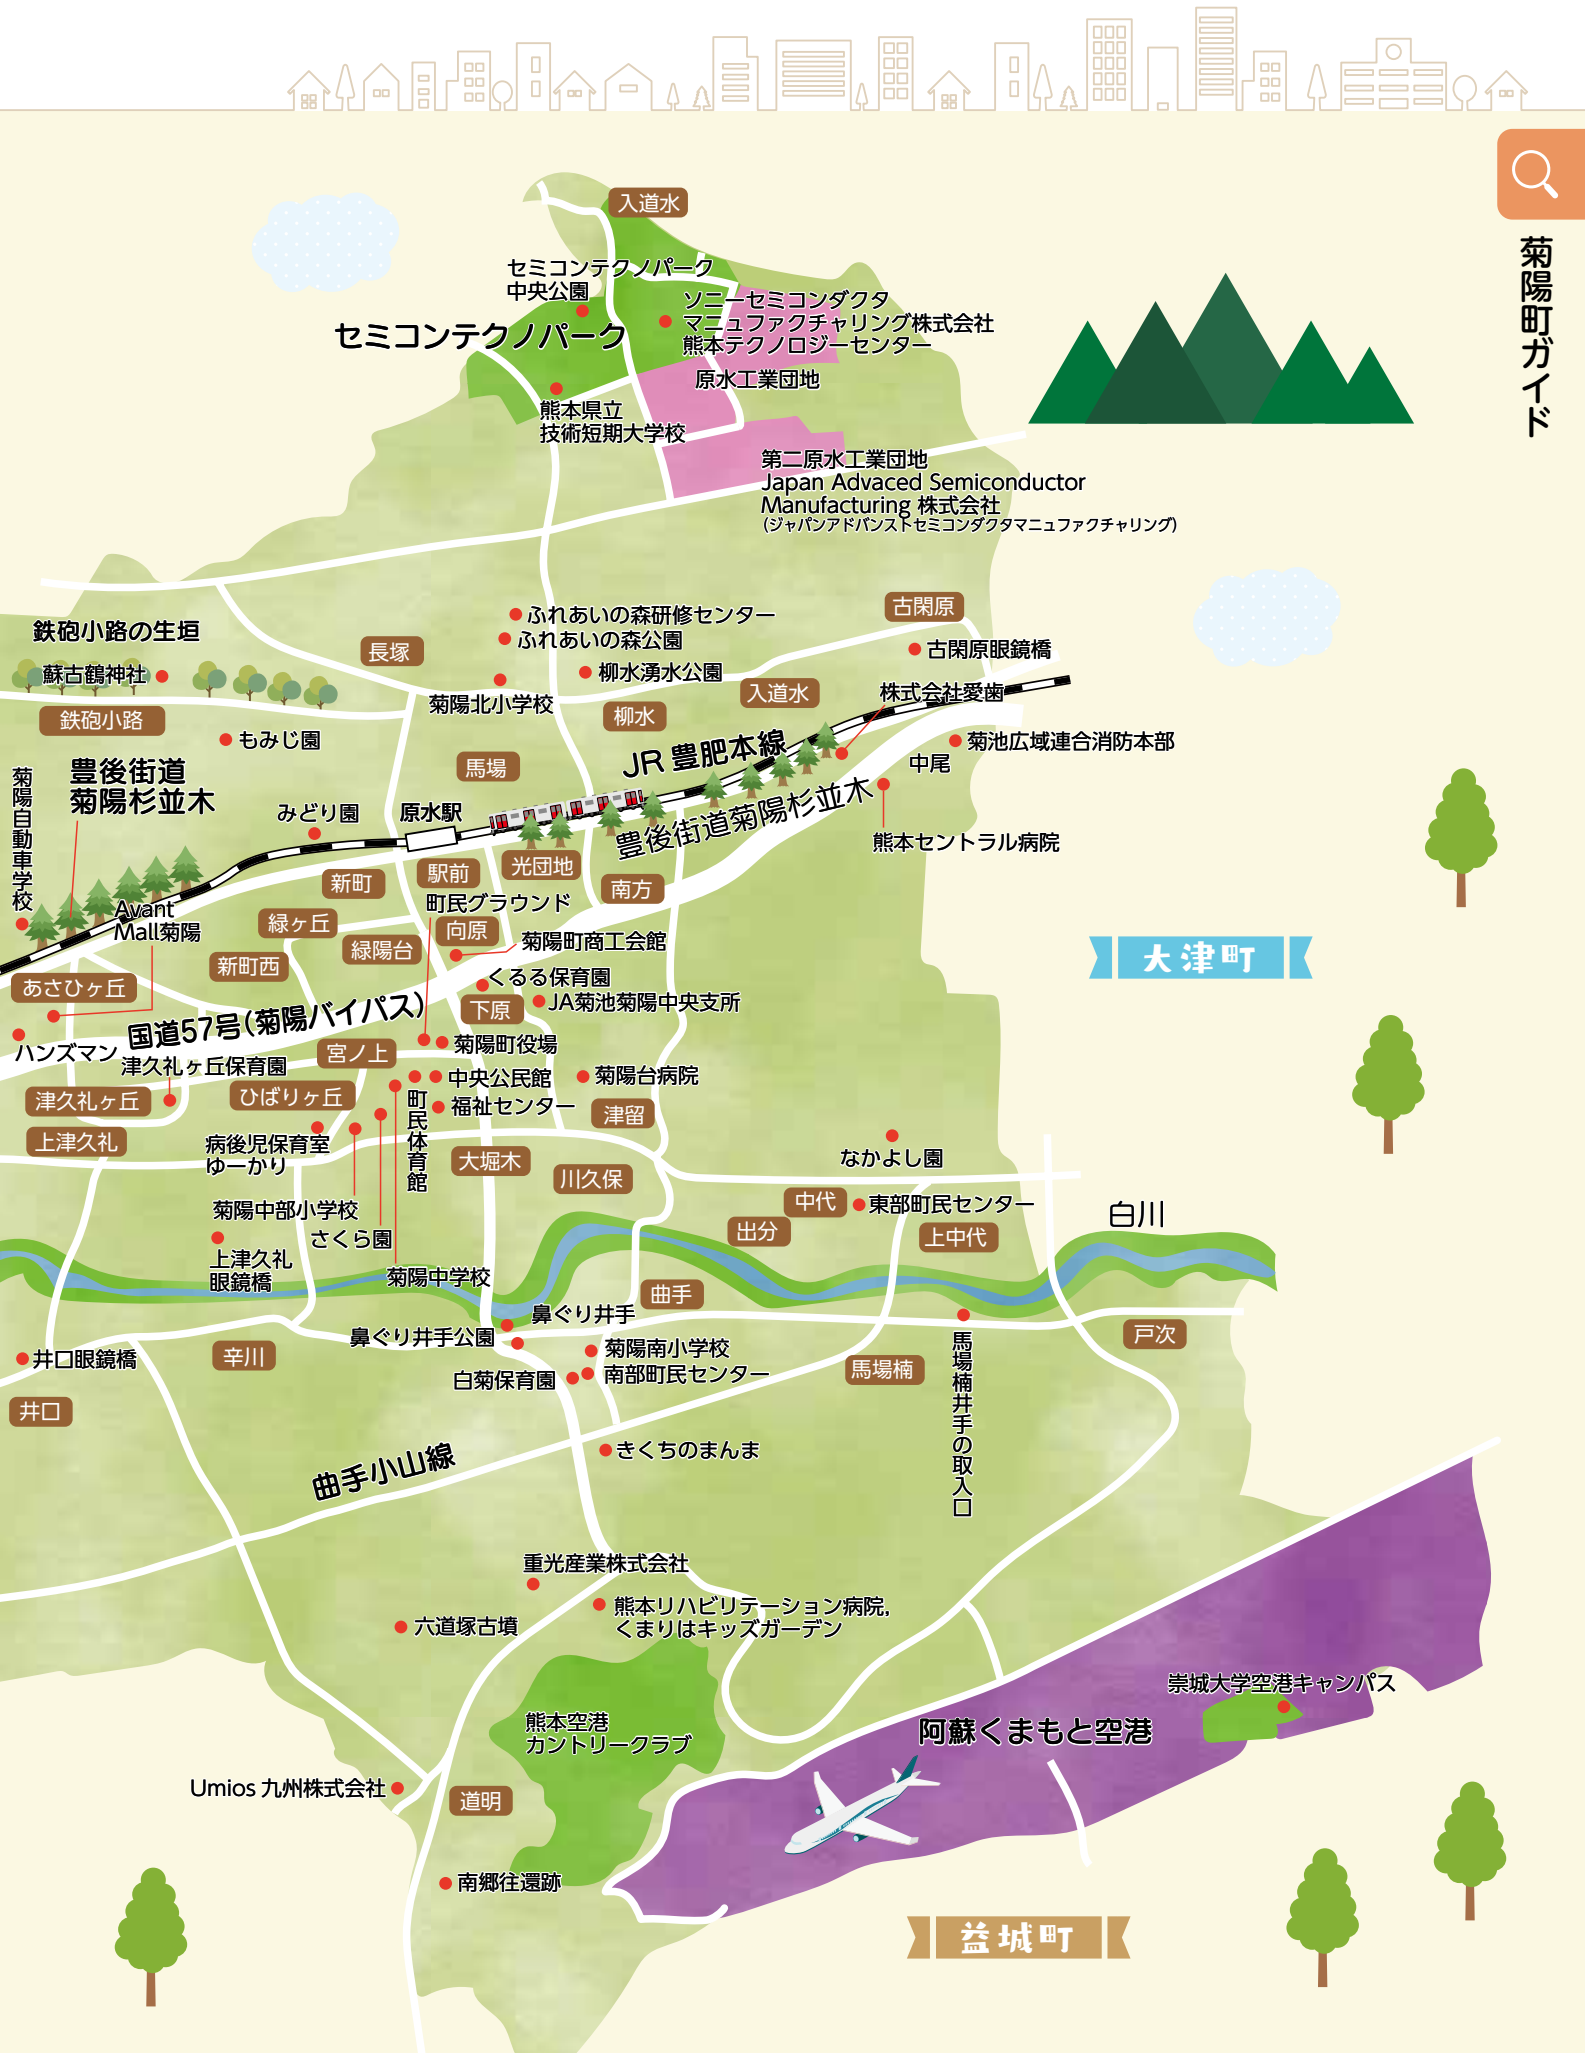 菊陽町ガイド
入道水
セミコンテクノパーク
中央公園
ソニーセミコンダクタ
マニュファクチャリング株式会社
熊本テクノロジーセンター
セミコンテクノパーク
原水工業団地
熊本県立
技術短期大学校
第二原水工業団地
Japan Advaced Semiconductor
Manufacturing 株式会社
(ジャパンアドバンストセミコンダクタマニュファクチャリング)
古閑原
ふれあいの森研修センター
ふれあいの森公園
鉄砲小路の生垣
長塚
古閑原眼鏡橋
蘇古鶴神社
柳水湧水公園
入道水
株式会社愛歯
菊陽北小学校
柳水
鉄砲小路
もみじ園
JR 豊肥本線
菊池広域連合消防本部
中尾
馬場
豊後街道
菊陽杉並木
菊陽自動車学校
みどり園
原水駅
豊後街道菊陽杉並木
熊本セントラル病院
光団地
駅前
新町
南方
町民グラウンド
Avant
Mall菊陽
緑ヶ丘
向原
緑陽台
菊陽町商工会館
新町西
くるる保育園
あさひヶ丘
下原
JA菊池菊陽中央支所
国道57号(菊陽バイパス)
ハンズマン
菊陽町役場
宮ノ上
津久礼ヶ丘保育園
中央公民館
菊陽台病院
ひばりヶ丘
津久礼ヶ丘
福祉センター
町民体育館
津留
上津久礼
病後児保育室
ゆーかり
なかよし園
大堀木
川久保
中代
東部町民センター
菊陽中部小学校
白川
出分
上中代
さくら園
上津久礼
眼鏡橋
菊陽中学校
曲手
鼻ぐり井手
鼻ぐり井手公園
戸次
菊陽南小学校
井口眼鏡橋
辛川
馬場楠
馬場楠井手の取入口
白菊保育園
南部町民センター
井口
きくちのまんま
曲手小山線
重光産業株式会社
熊本リハビリテーション病院,
くまりはキッズガーデン
六道塚古墳
崇城大学空港キャンパス
熊本空港
カントリークラブ
阿蘇くまもと空港
Umios 九州株式会社
道明
南郷往還跡
大津町
益城町